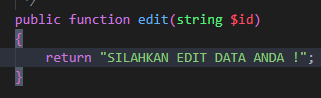 */
public function edit(string $id)
{
return "SILAHKAN EDIT DATA ANDA !";
}